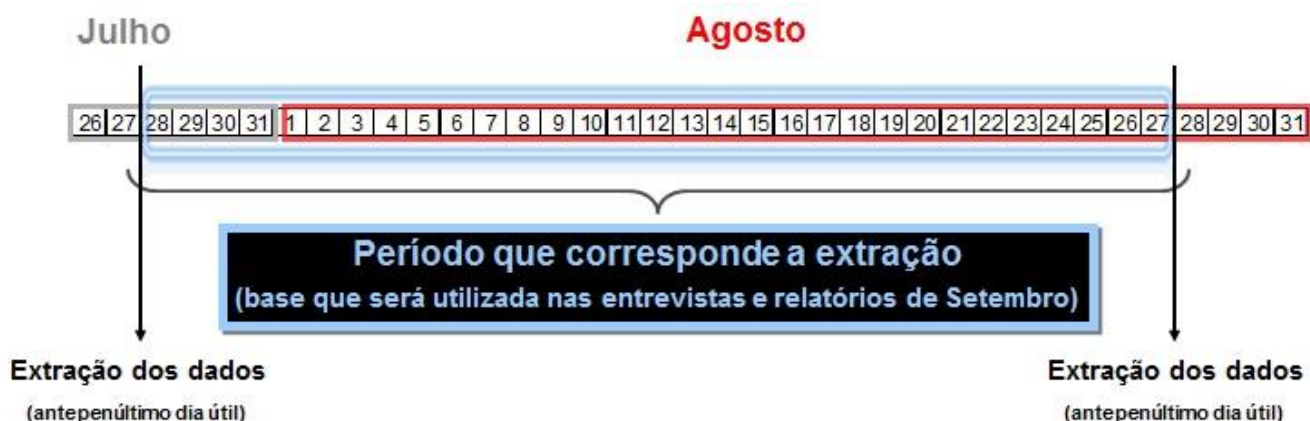 Julho
Agosto
26 27 28 29 30 31 1 2 3 4 5 6 7 8 9 10 11 12 13 14 15 16 17 18 19 20 21 22 23 24 25 26 27 28 29 30 31
Período que corresponde a extração
(base que será utilizada nas entrevistas e relatórios de Setembro)
Extração dos dados
(antepenúltimo dia útil)
Extração dos dados
(antepenúltimo dia útil)